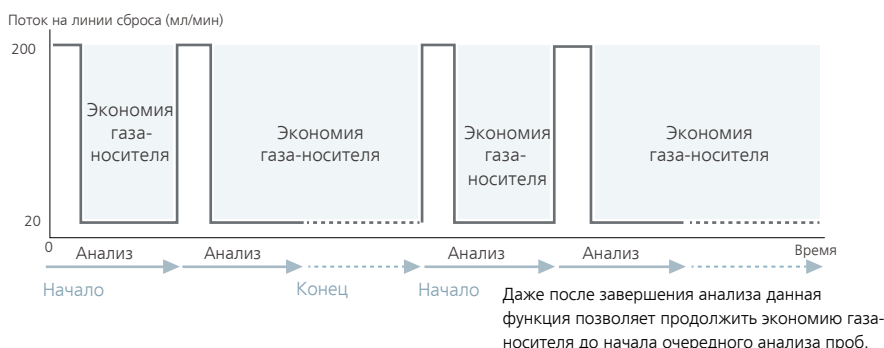 Поток на линии сброса (мл/мин)
200
Экономия
газа-
носителя
Экономия
газа-носителя
Экономия
газа-
носителя
Экономия
газа-носителя
20
0
Анализ
Анализ
Анализ
Анализ
Время
Начало
Конец
Начало
Даже после завершения анализа данная
функция позволяет продолжить экономию газа-
носителя до начала очередного анализа проб.